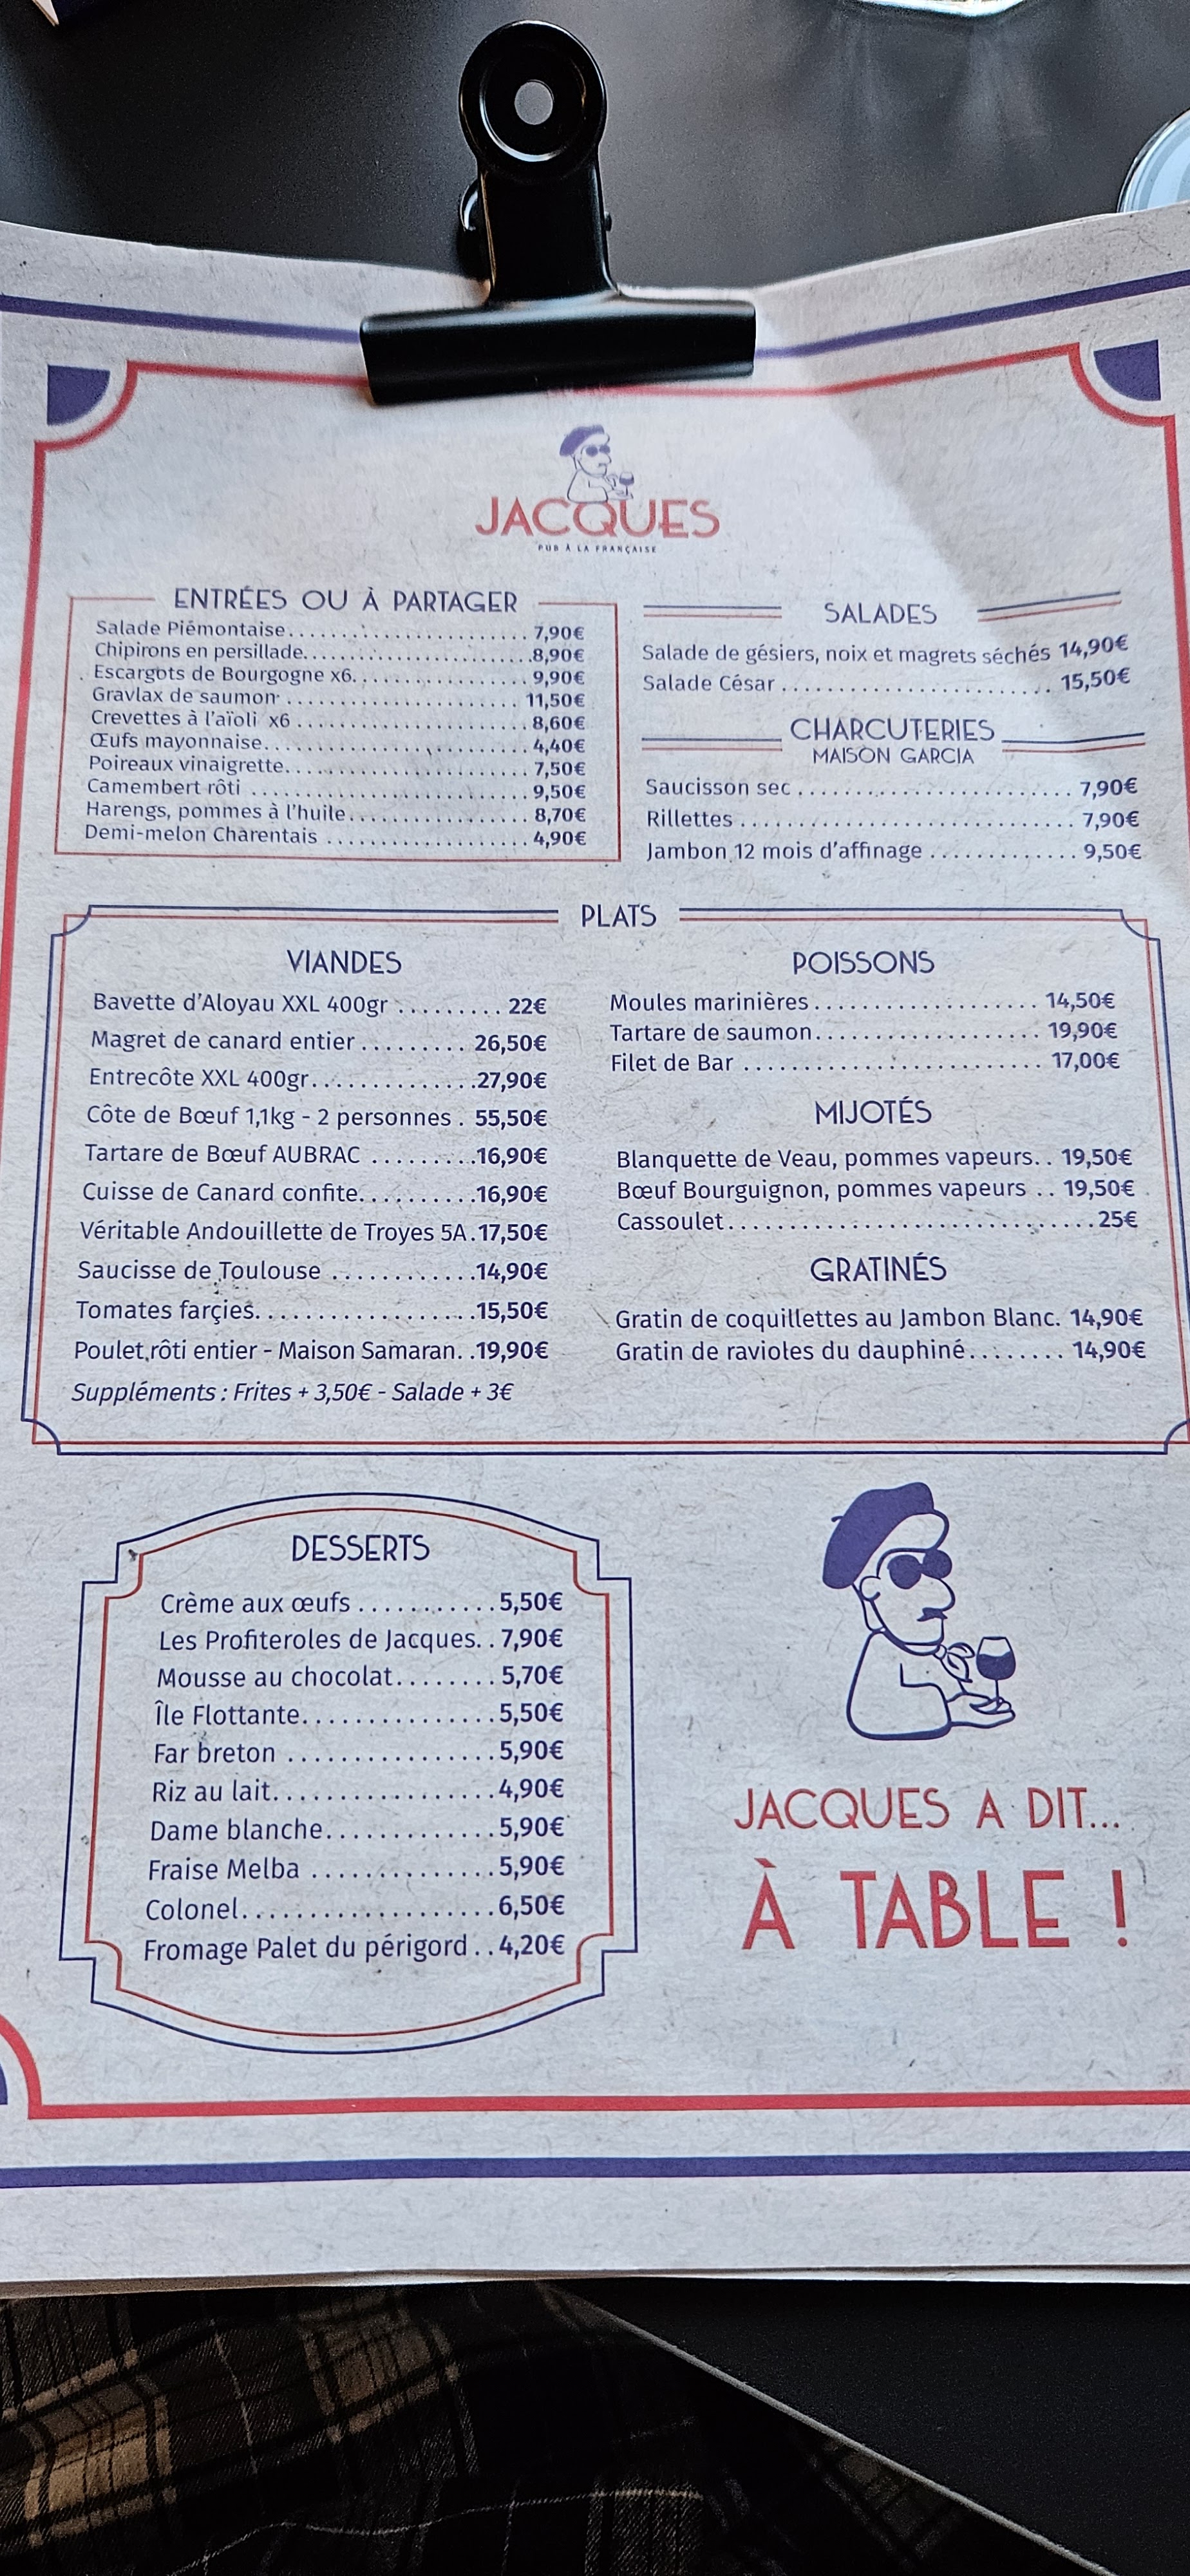 JACQUES
PUB À LA FRANÇAISE
ENTRÉES OU À PARTAGER
Salade Piémontaise 7,90€
Chipirons en persillade 8,90€
Escargots de Bourgogne x6 9,90€
Gravlax de saumon 11,50€
Crevettes à l'aïoli x6 8,60€
Œufs mayonnaise 4,40€
Poireaux vinaigrette 7,50€
Camembert rôti 9,50€
Harengs, pommes à l'huile 8,70€
Demi-melon Charentais 4,90€
SALADES
Salade de gésiers, noix et magrets séchés 14,90€
Salade César 15,50€
CHARCUTERIES
MAISON GARCIA
Saucisson sec 7,90€
Rillettes 7,90€
Jambon 12 mois d'affinage 9,50€
PLATS
VIANDES
Bavette d'Aloyau XXL 400gr 22€
Magret de canard entier 26,50€
Entrecôte XXL 400gr 27,90€
Côte de Bœuf 1,1kg - 2 personnes 55,50€
Tartare de Bœuf AUBRAC 16,90€
Cuisse de Canard confite 16,90€
Véritable Andouillette de Troyes 5A 17,50€
Saucisse de Toulouse 14,90€
Tomates farçies 15,50€
Poulet rôti entier - Maison Samaran 19,90€
Suppléments : Frites + 3,50€ - Salade + 3€
POISSONS
Moules marinières 14,50€
Tartare de saumon 19,90€
Filet de Bar 17,00€
MIJOTÉS
Blanquette de Veau, pommes vapeurs 19,50€
Bœuf Bourguignon, pommes vapeurs 19,50€
Cassoulet 25€
GRATINÉS
Gratin de coquillettes au Jambon Blanc 14,90€
Gratin de ravioles du dauphiné 14,90€
DESSERTS
Crème aux œufs 5,50€
Les Profiteroles de Jacques 7,90€
Mousse au chocolat 5,70€
Île Flottante 5,50€
Far breton 5,90€
Riz au lait 4,90€
Dame blanche 5,90€
Fraise Melba 5,90€
Colonel 6,50€
Fromage Palet du périgord 4,20€
JACQUES A DIT...
À TABLE !